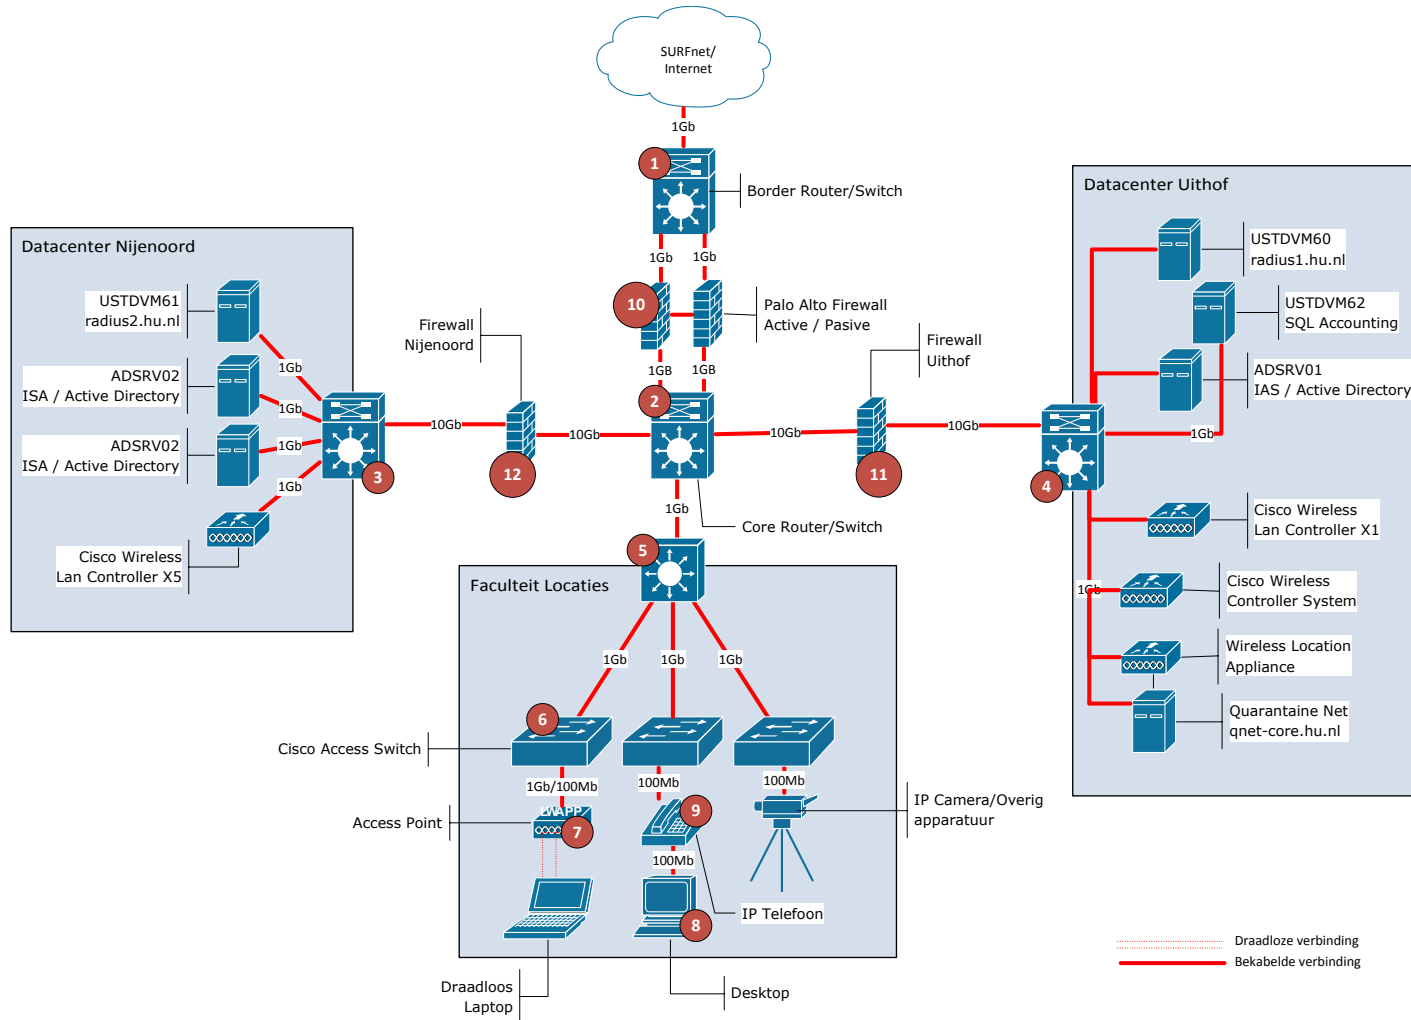 SURFnet/
Internet
1Gb
1
Border Router/Switch
1Gb
1Gb
10
Palo Alto Firewall
Active / Pasive
1Gb
1GB
2
Core Router/Switch
Datacenter Nijenoord
USTDVM61
radius2.hu.nl
1Gb
ADSRV02
ISA / Active Directory
1Gb
ADSRV02
ISA / Active Directory
1Gb
1Gb
Cisco Wireless
Lan Controller X5
3
10Gb
Firewall
Nijenoord
12
10Gb
10Gb
Firewall
Uithof
11
10Gb
Datacenter Uithof
USTDVM60
radius1.hu.nl
USTDVM62
SQL Accounting
ADSRV01
IAS / Active Directory
1Gb
4
Cisco Wireless
Lan Controller X1
1Gb
Cisco Wireless
Controller System
Wireless Location
Appliance
Quarantaine Net
qnet-core.hu.nl
1Gb
5
Faculteit Locaties
1Gb
1Gb
1Gb
6
Cisco Access Switch
1Gb/100Mb
100Mb
100Mb
LWAPP
7
Access Point
9
IP Camera/Overig
apparatuur
100Mb
IP Telefoon
8
Draadloos
Laptop
Desktop
Draadloze verbinding
Bekabelde verbinding